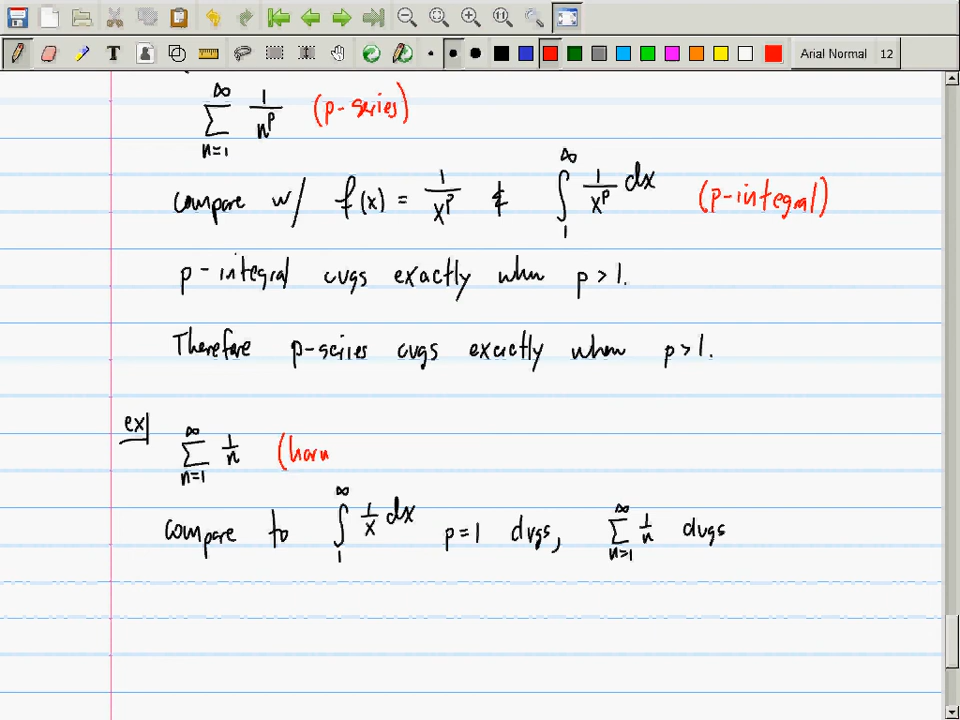 Arial Normal 12
∞ ∑ n=1 1/n^p (p-series)
compare w/ f(x) = 1/x^p & ∫_1^∞ 1/x^p dx (p-integral)
p-integral cvgs exactly when p > 1.
Therefore p-series cvgs exactly when p > 1.
ex ∞ ∑ n=1 1/n (harm
compare to ∫_1^∞ 1/x dx p = 1 dvgs, ∞ ∑ n=1 1/n dvgs